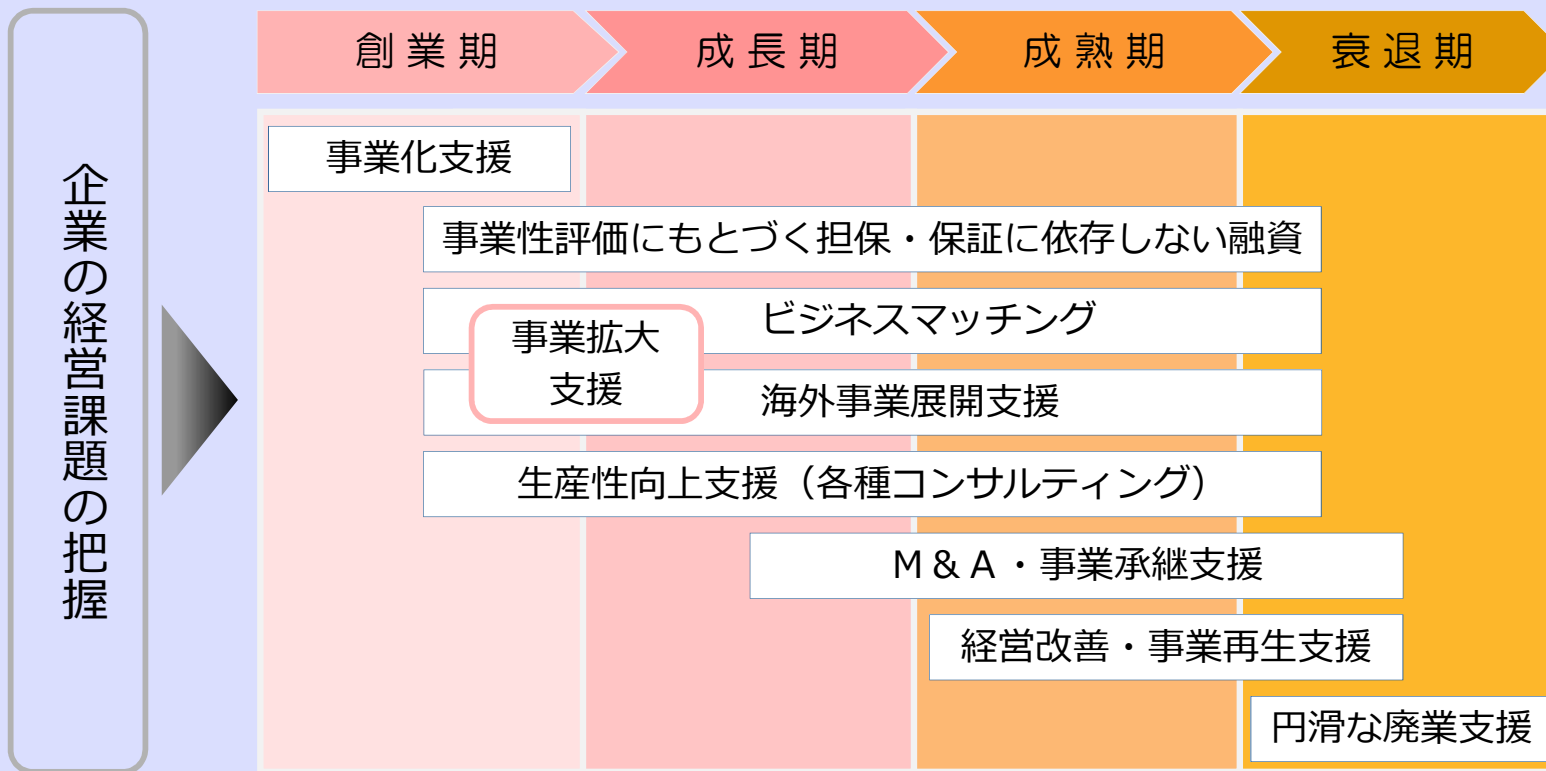 企業の経営課題の把握
創業期
成長期
成熟期
衰退期
事業化支援
事業性評価にもとづく担保・保証に依存しない融資
ビジネスマッチング
事業拡大
支援
海外事業展開支援
生産性向上支援（各種コンサルティング）
Ｍ＆Ａ・事業承継支援
経営改善・事業再生支援
円滑な廃業支援